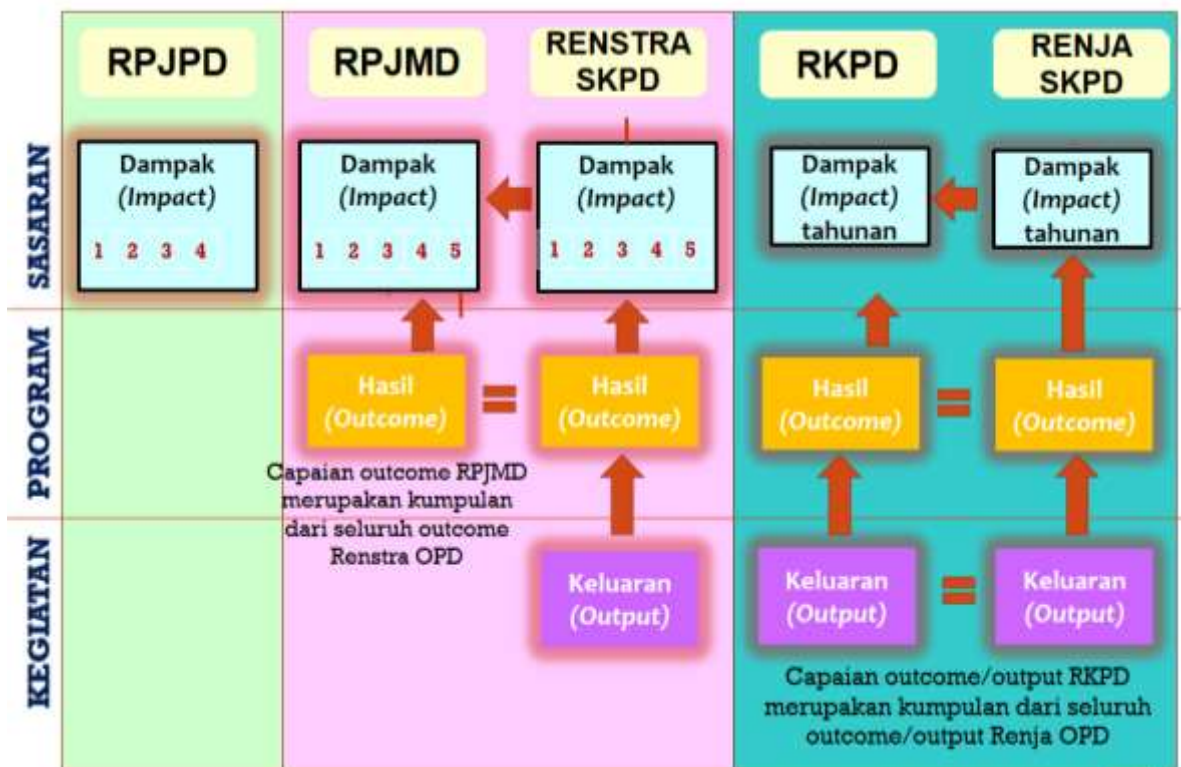 RPJPD
RPJMD
RENSTRA
SKPD
RKPD
RENJA
SKPD
SASARAN
Dampak
(Impact)
1 2 3 4
Dampak
(Impact)
1 2 3 4 5
Dampak
(Impact)
1 2 3 4 5
Dampak
(Impact)
tahunan
Dampak
(Impact)
tahunan
PROGRAM
Hasil
(Outcome)
=
Hasil
(Outcome)
Hasil
(Outcome)
=
Hasil
(Outcome)
Capaian outcome RPJMD
merupakan kumpulan
dari seluruh outcome
Renstra OPD
KEGIATAN
Keluaran
(Output)
Keluaran
(Output)
=
Keluaran
(Output)
Capaian outcome/output RKPD
merupakan kumpulan dari seluruh
outcome/output Renja OPD